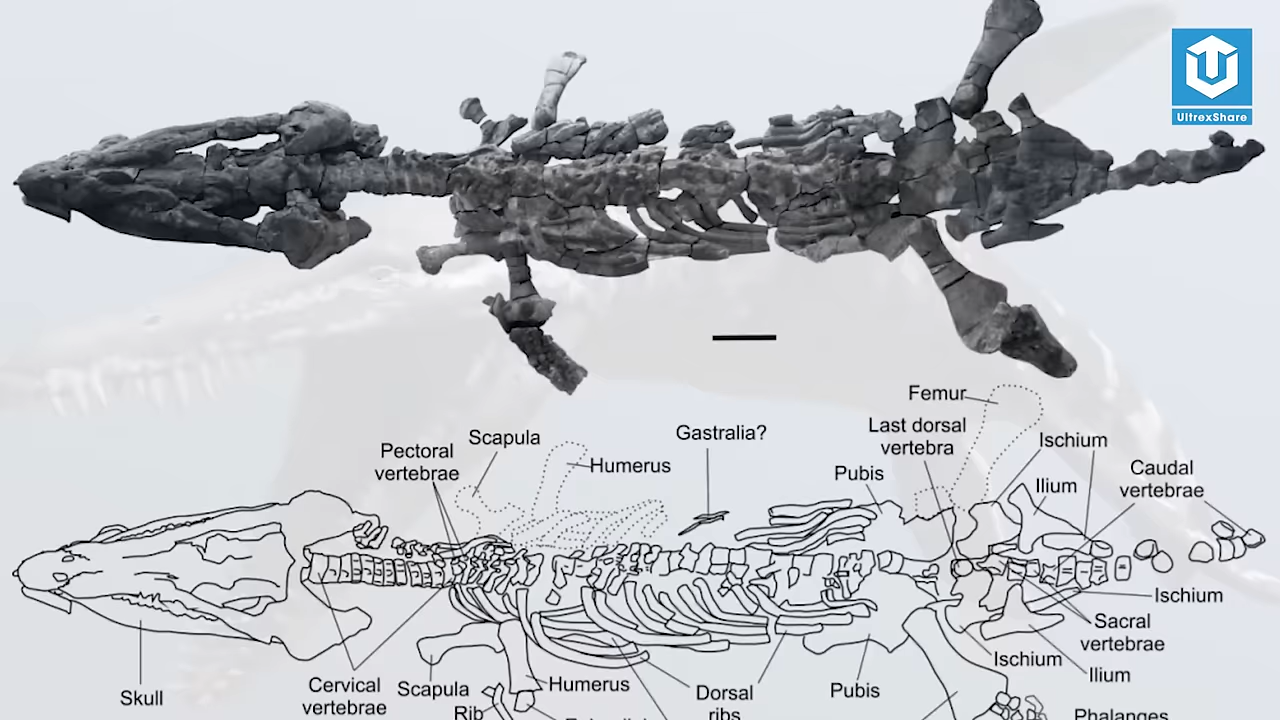 UltrexShare
Femur
Last dorsal
vertebra
Ischium
Scapula
Gastralia?
Pectoral
vertebrae
Humerus
Pubis
Ilium
Caudal
vertebrae
Ischium
Sacral
vertebrae
Ischium
Ilium
Skull
Cervical
vertebrae
Scapula
Humerus
Dorsal
ribs
Pubis
Rib
Phalanges